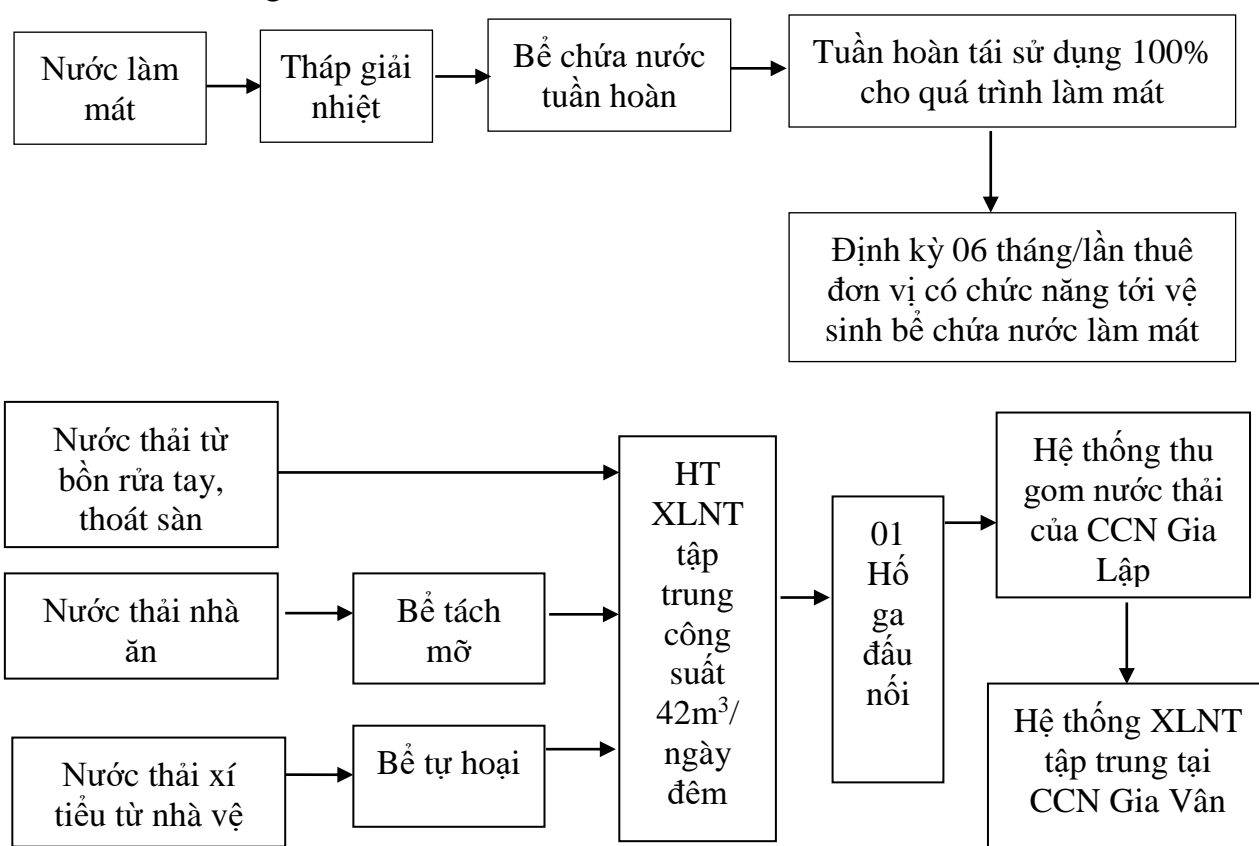 Nước làm
mát
Tháp giải
nhiệt
Bể chứa nước
tuần hoàn
Tuần hoàn tái sử dụng 100%
cho quá trình làm mát
Định kỳ 06 tháng/lần thuê
đơn vị có chức năng tới vệ
sinh bể chứa nước làm mát
Nước thải từ
bồn rửa tay,
thoát sàn
Nước thải nhà
ăn
Bể tách
mỡ
Nước thải xí
tiểu từ nhà vệ
Bể tự hoại
HT
XLNT
tập
trung
công
suất
42m³/
ngày
đêm
01
Hố
ga
đấu
nối
Hệ thống thu
gom nước thải
của CCN Gia
Lập
Hệ thống XLNT
tập trung tại
CCN Gia Vân